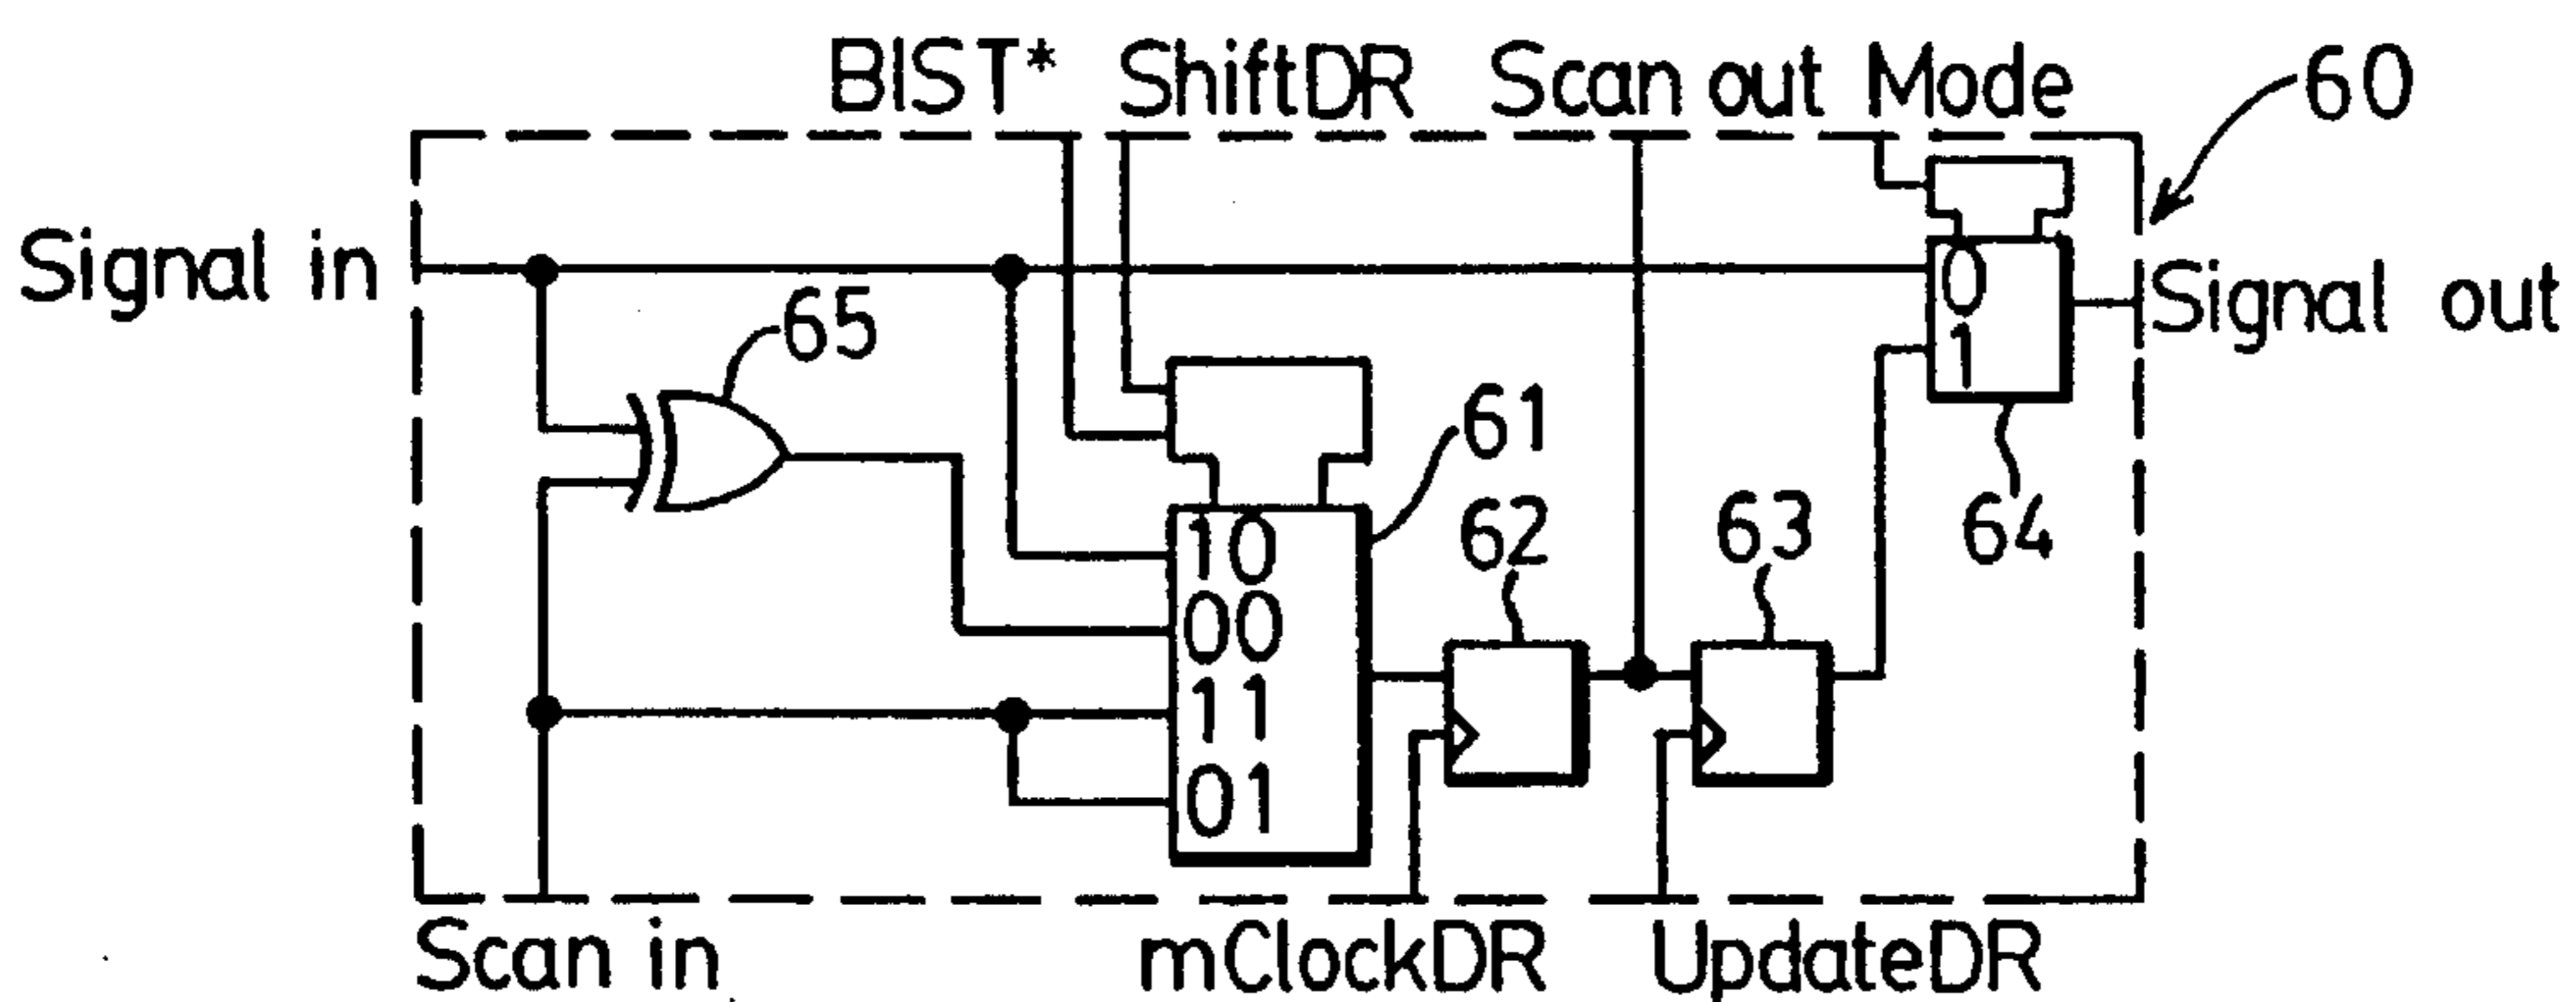 BIST* ShiftDR Scan out Mode
60
Signal in
Signal out
65
0
1
61
64
10
00
11
01
62
63
Scan in
mClockDR
UpdateDR